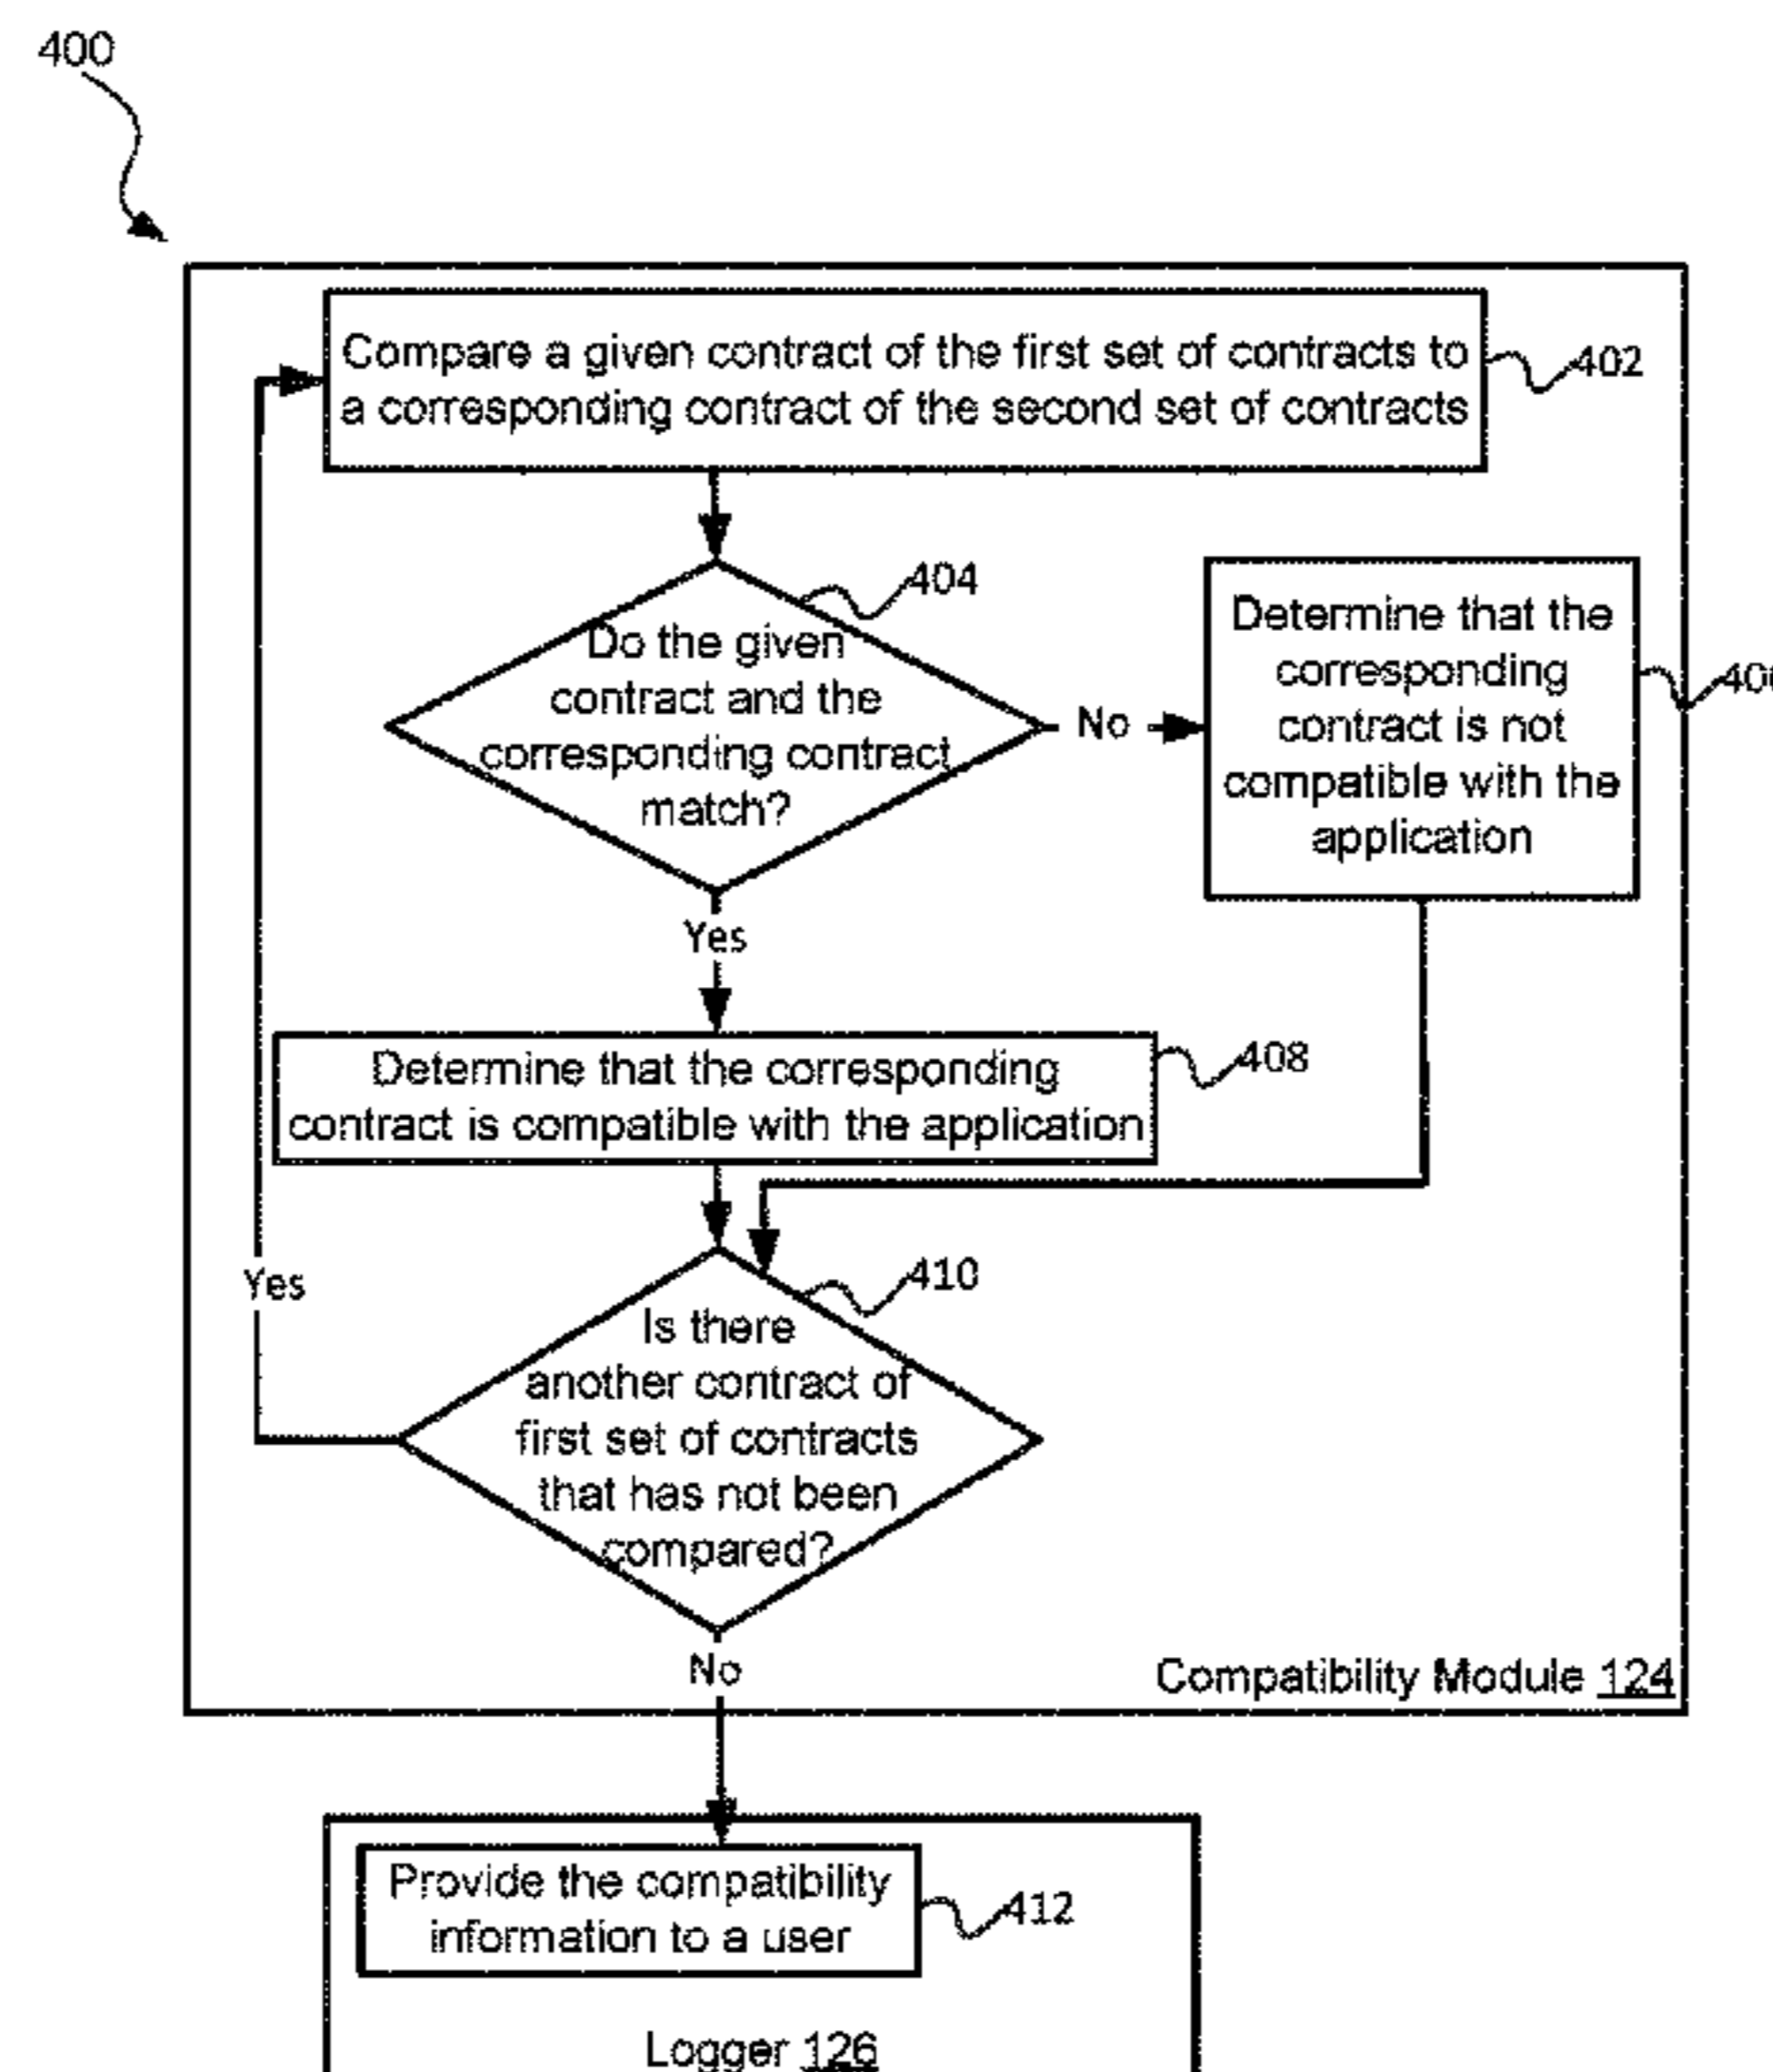 400
Compare a given contract of the first set of contracts to
a corresponding contract of the second set of contracts
402
404
Do the given
contract and the
corresponding contract
match?
No
Determine that the
corresponding
contract is not
compatible with the
application
Yes
Determine that the corresponding
contract is compatible with the application
408
Yes
410
Is there
another contract of
first set of contracts
that has not been
compared?
No
Compatibility Module 124
Provide the compatibility
information to a user
412
Logger 126